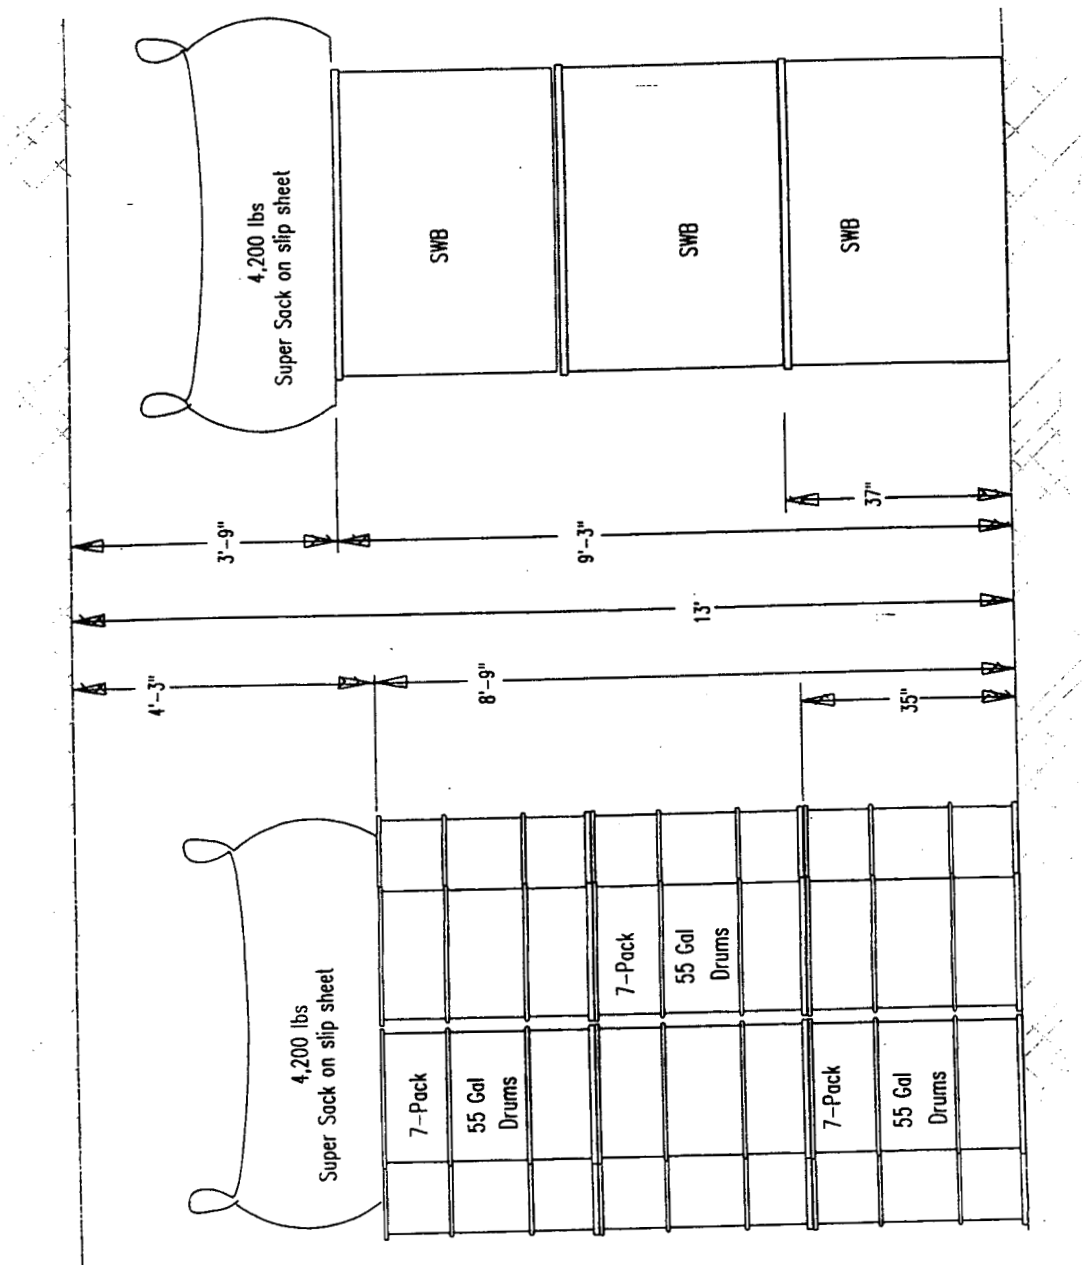 4,200 lbs
Super Sack on slip sheet
7-Pack
55 Gal
Drums
7-Pack
55 Gal
Drums
7-Pack
55 Gal
Drums
4'-3"
8'-9"
35"
13'
3'-9"
9'-3"
37"
4,200 lbs
Super Sack on slip sheet
SWB
SWB
SWB